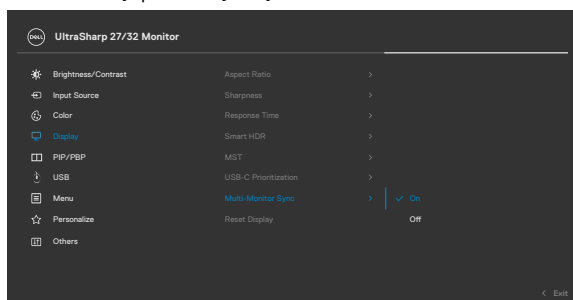 DELL UltraSharp 27/32 Monitor
Brightness/Contrast Aspect Ratio >
Input Source Sharpness >
Color Response Time >
Display Smart HDR >
PIP/PBP MST >
USB USB-C Prioritization >
Menu Multi-Monitor Sync > ✓ On
Personalize Reset Display Off
Others
< Exit